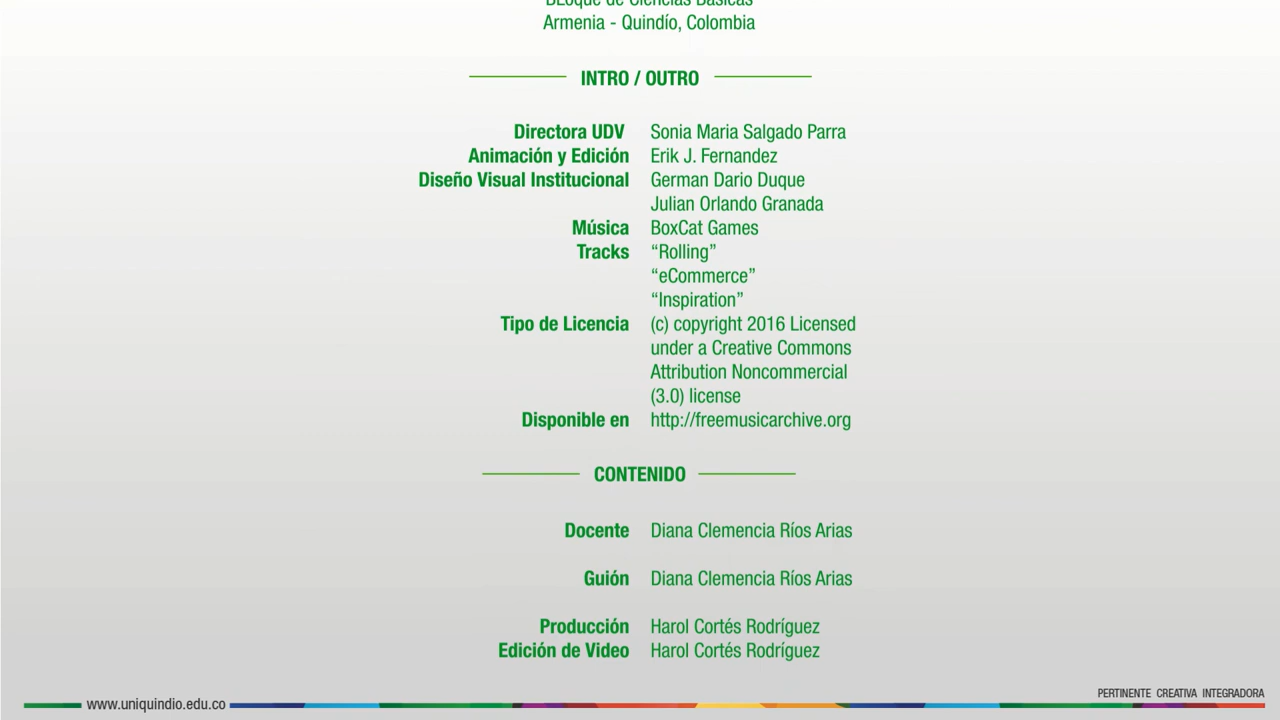 BLoque de Ciencias Básicas
Armenia - Quindío, Colombia
INTRO / OUTRO
Directora UDV Sonia Maria Salgado Parra
Animación y Edición Erik J. Fernandez
Diseño Visual Institucional German Dario Duque
Julian Orlando Granada
Música BoxCat Games
Tracks “Rolling”
“eCommerce”
“Inspiration”
Tipo de Licencia (c) copyright 2016 Licensed
under a Creative Commons
Attribution Noncommercial
(3.0) license
Disponible en http://freemusicarchive.org
CONTENIDO
Docente Diana Clemencia Ríos Arias
Guión Diana Clemencia Ríos Arias
Producción Harol Cortés Rodríguez
Edición de Video Harol Cortés Rodríguez
PERTINENTE CREATIVA INTEGRADORA
www.uniquindio.edu.co